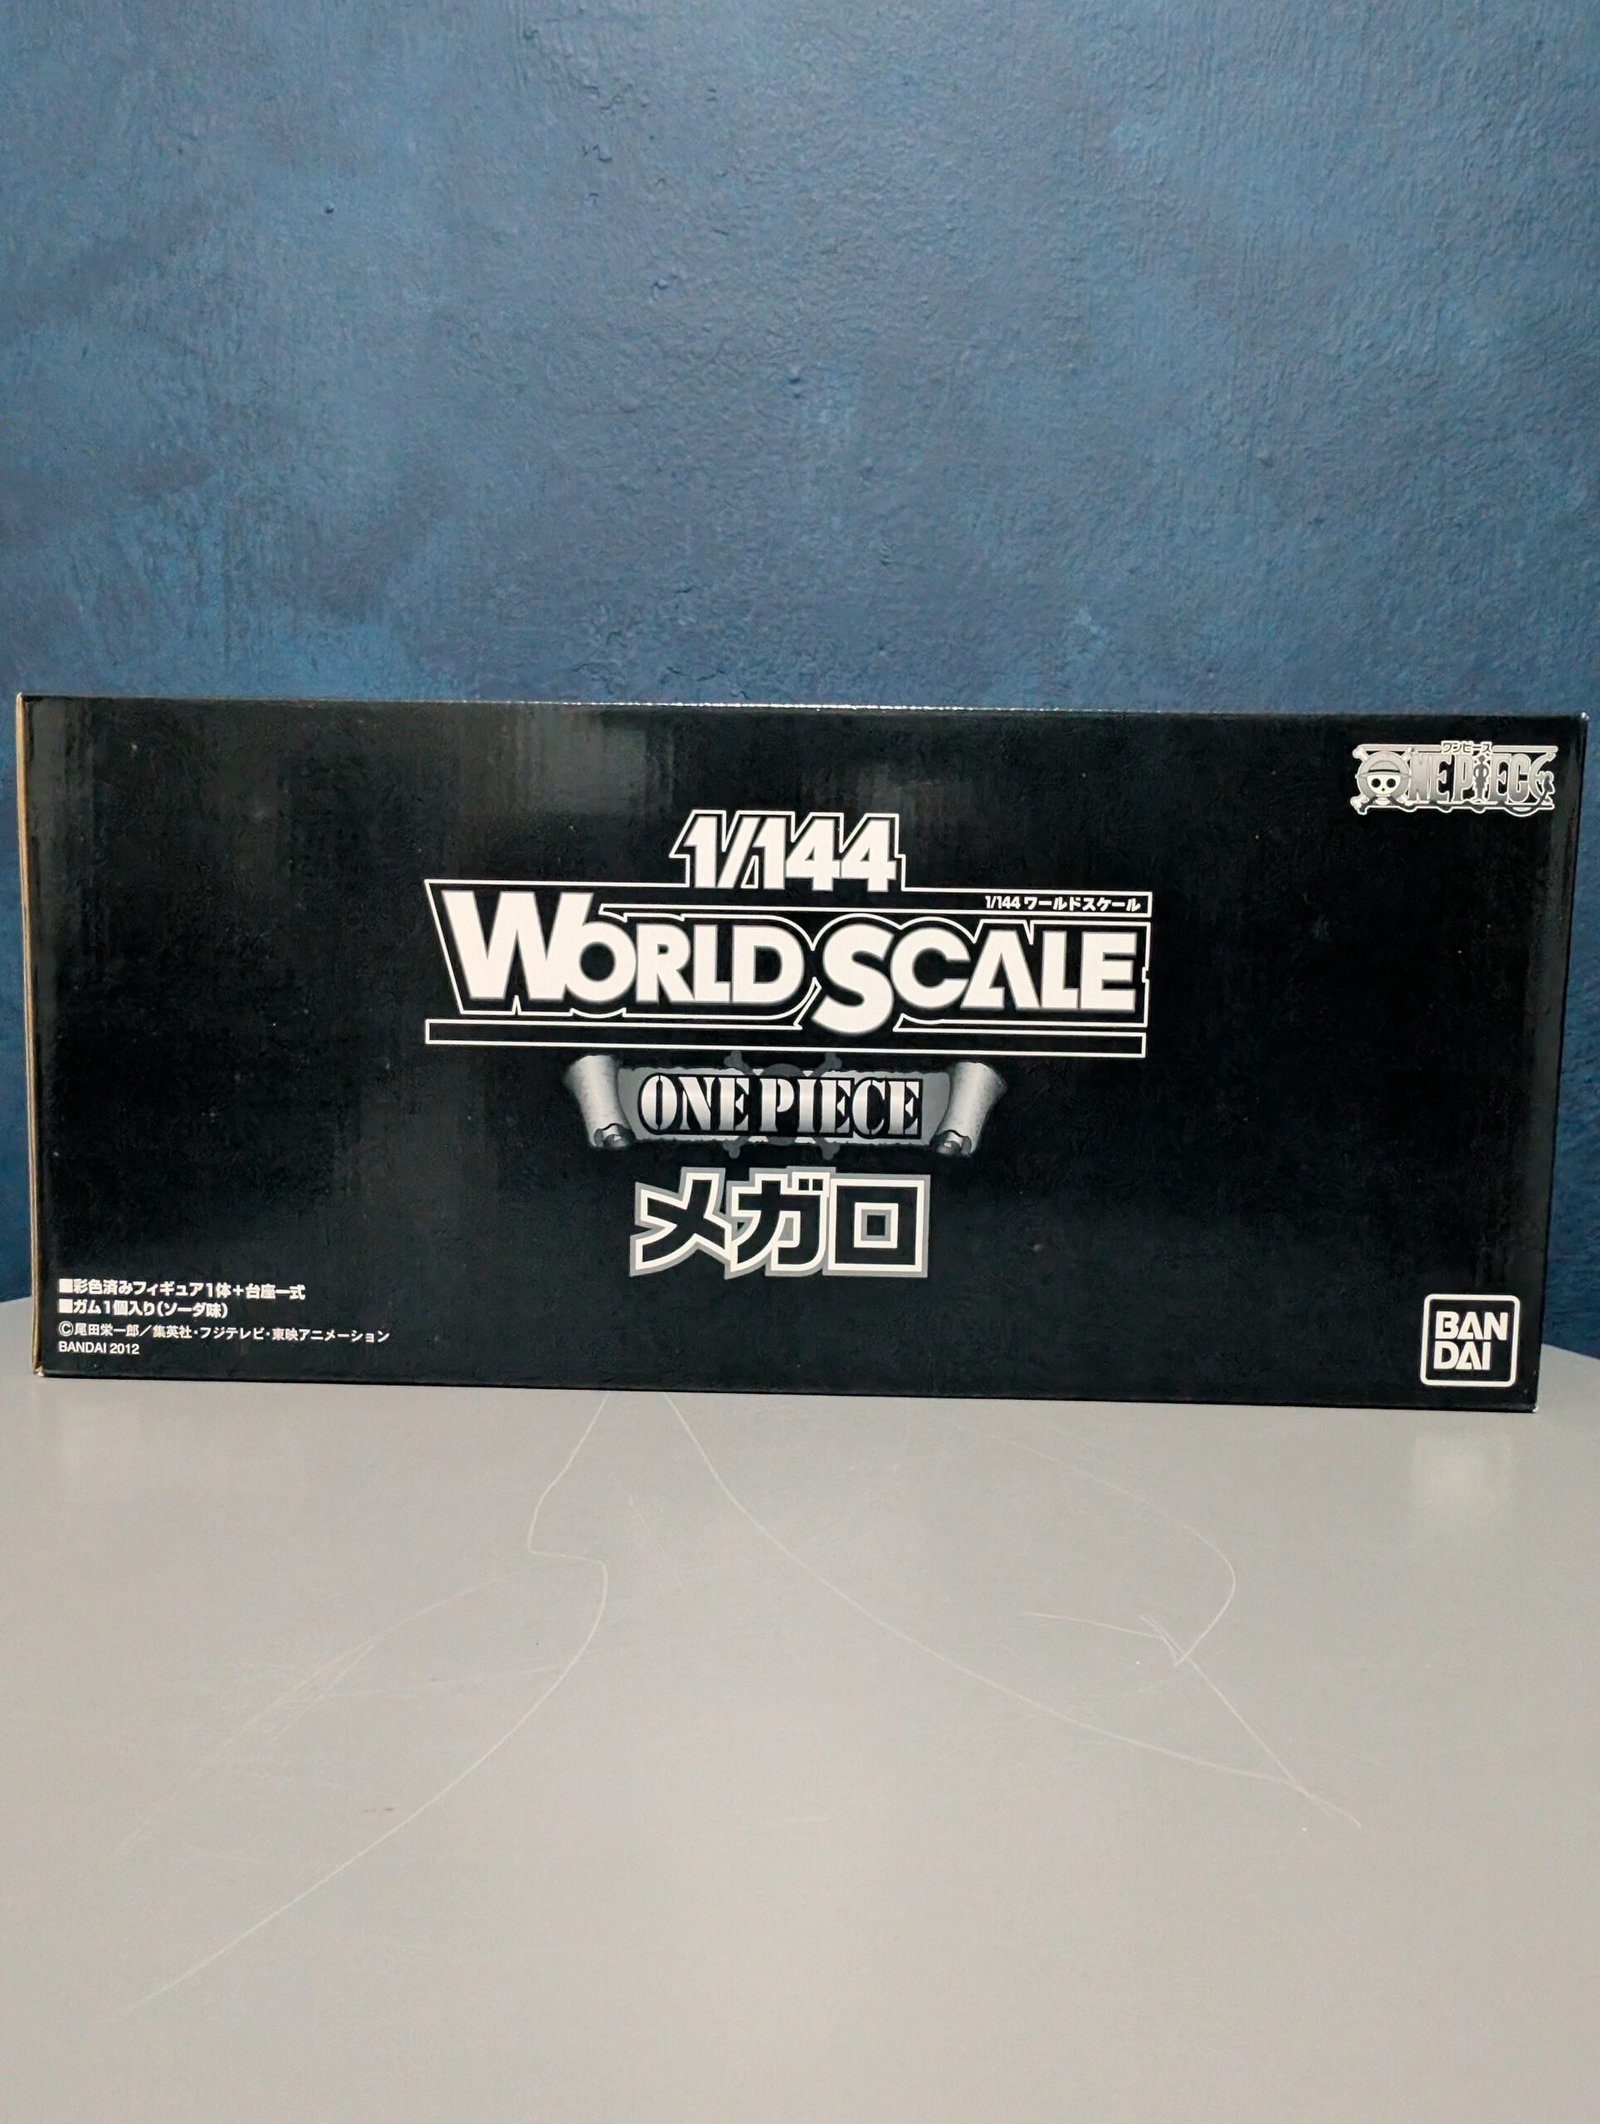 ワンピース
ONE PIECE
1/144
1/144 ワールドスケール
WORLD SCALE
ONE PIECE
メガロ
■彩色済みフィギュア1体+台座一式
■ガム1個入り(ソーダ味)
©尾田栄一郎/集英社・フジテレビ・東映アニメーション
BANDAI 2012
BAN
DAI